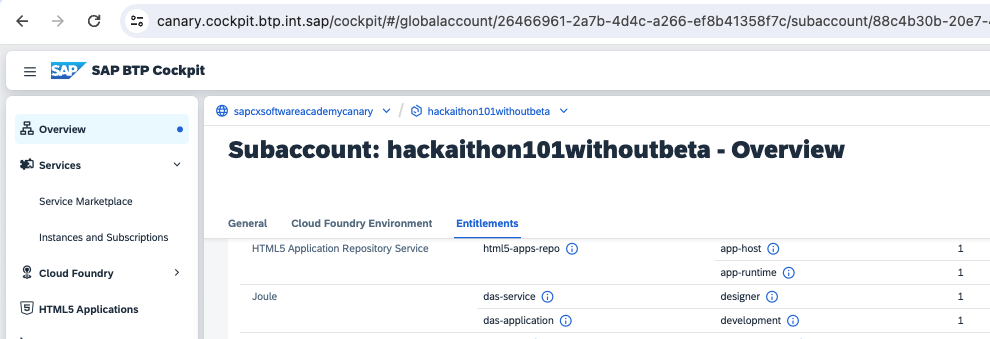 canary.cockpit.btp.int.sap/cockpit/#/globalaccount/26466961-2a7b-4d4c-a266-ef8b41358f7c/subaccount/88c4b30b-20e7-
SAP SAP BTP Cockpit
Overview
Services
Service Marketplace
Instances and Subscriptions
Cloud Foundry
HTML5 Applications
sapcxsoftwareacademycanary / hackaithon101withoutbeta
Subaccount: hackaithon101withoutbeta - Overview
General Cloud Foundry Environment Entitlements
HTML5 Application Repository Service html5-apps-repo app-host 1
app-runtime 1
Joule das-service designer 1
das-application development 1